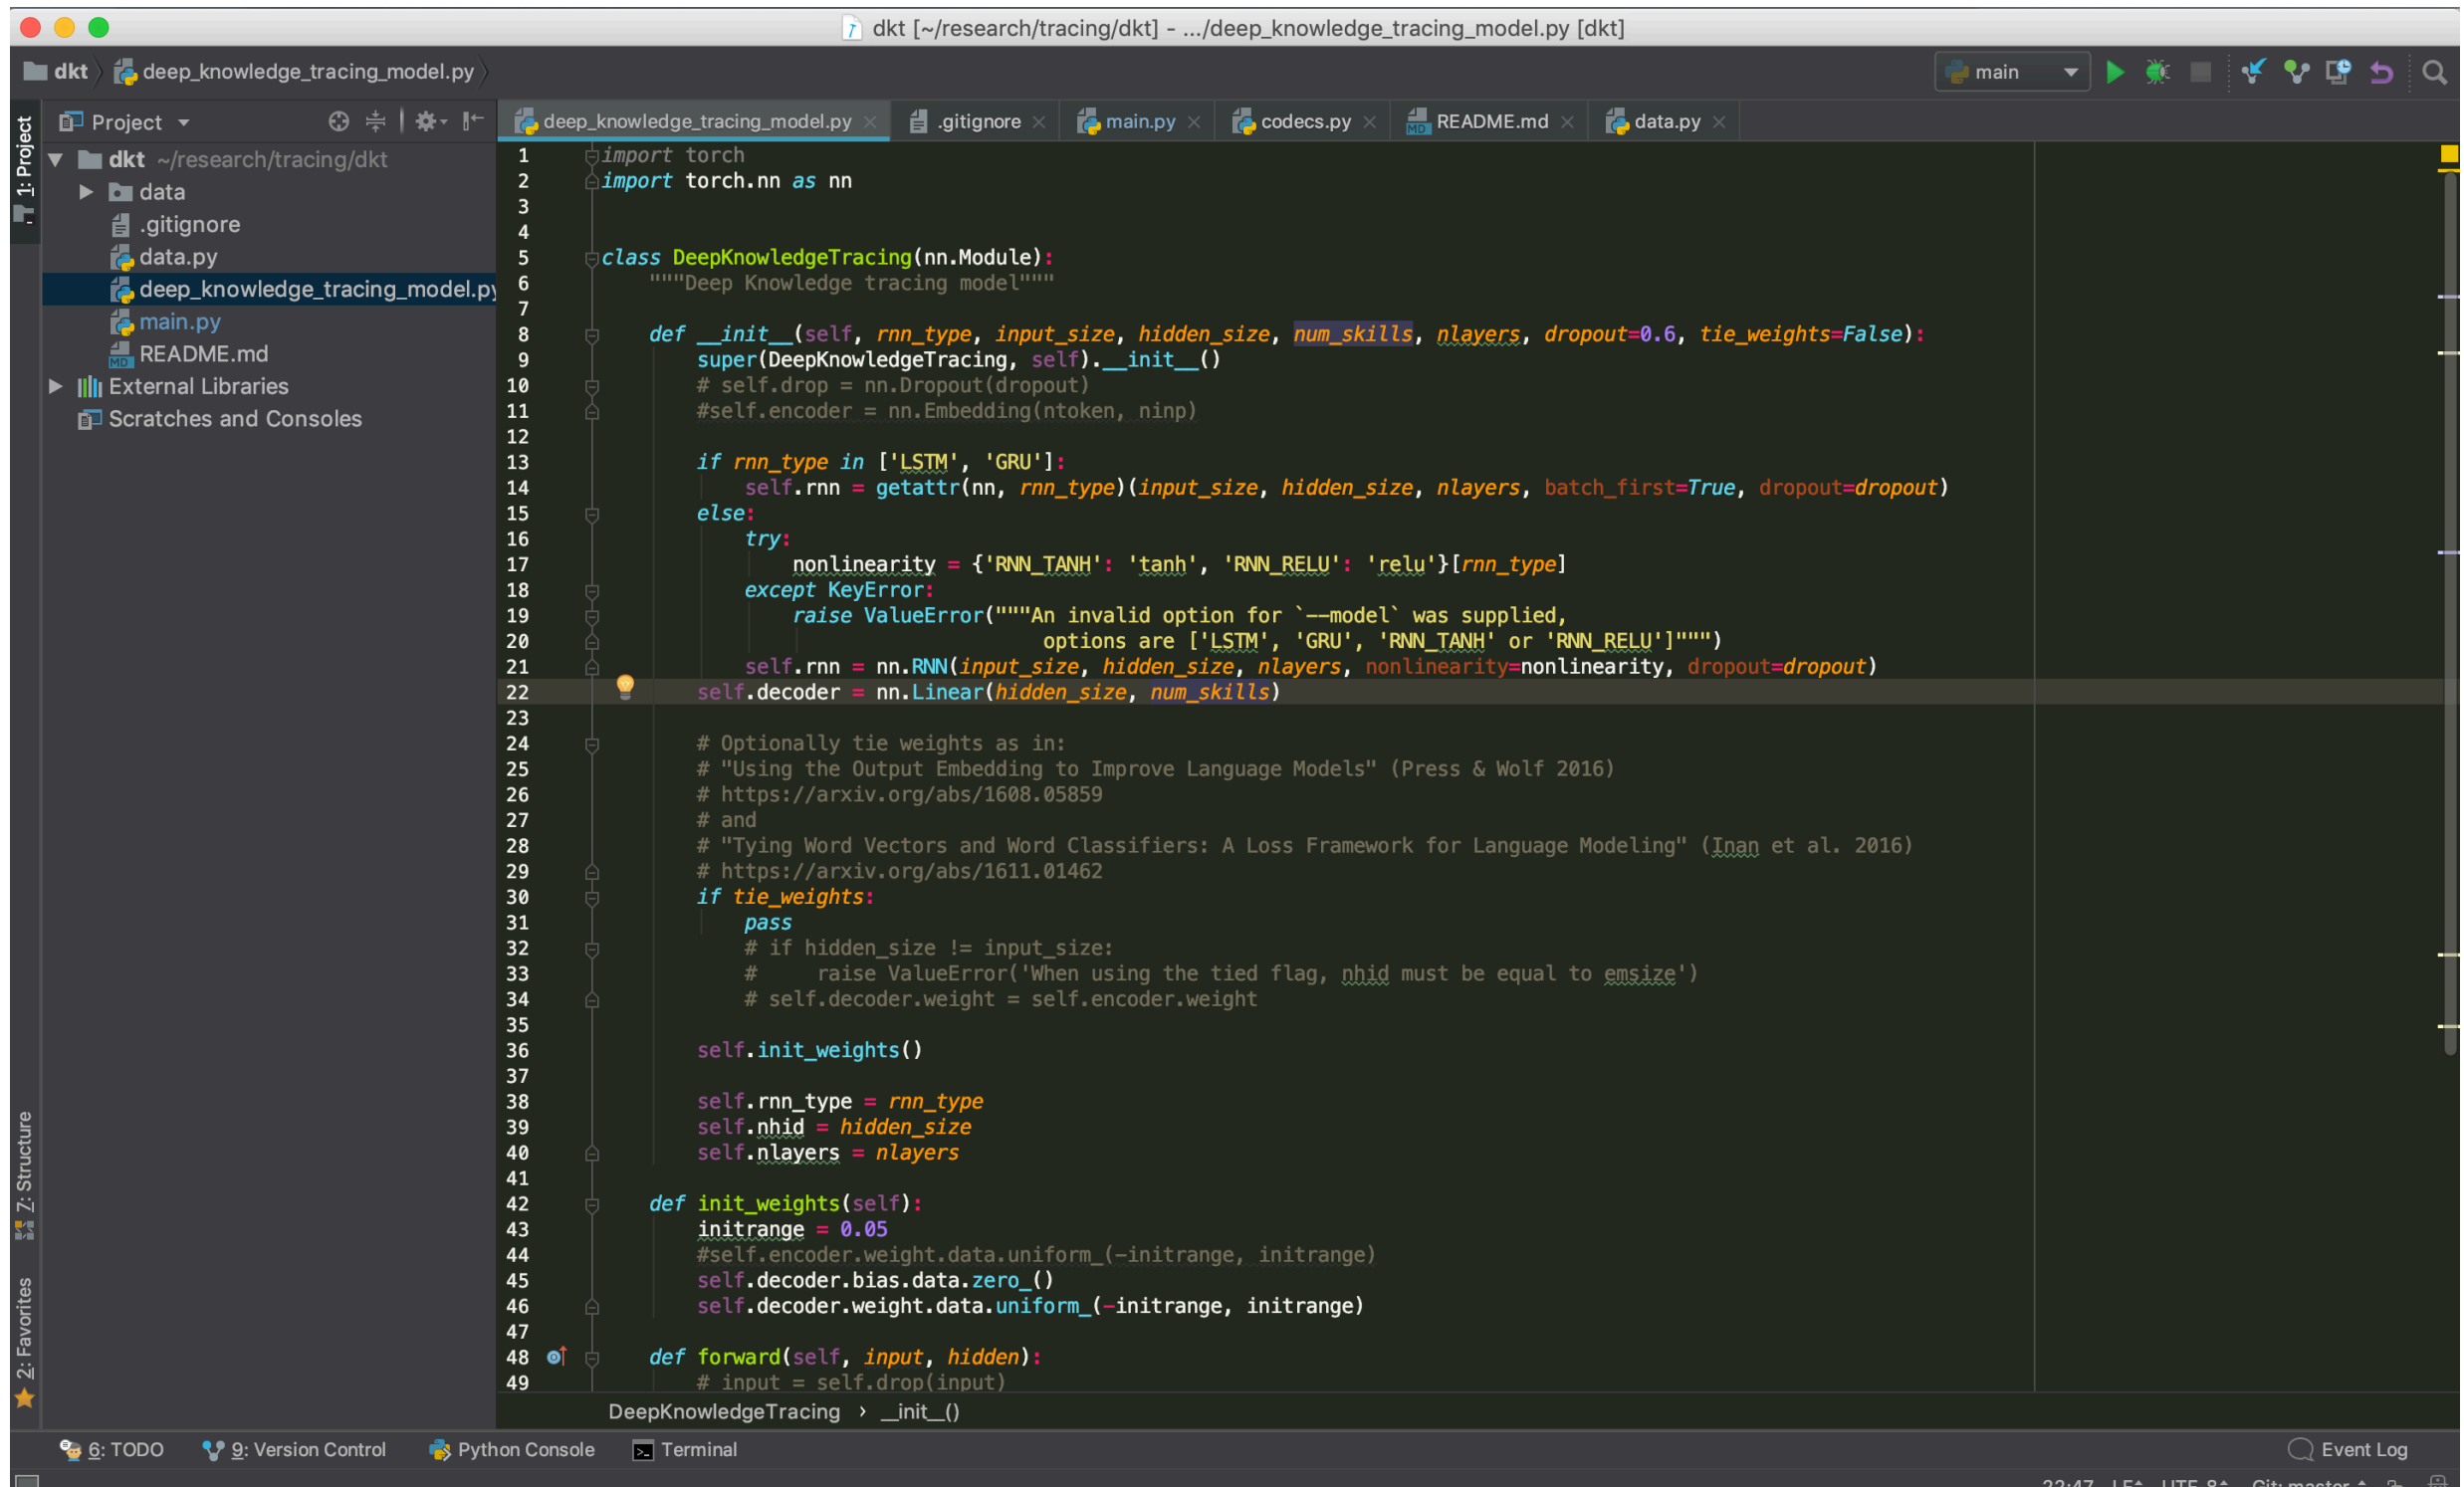 dkt [~/research/tracing/dkt] - .../deep_knowledge_tracing_model.py [dkt]
dkt deep_knowledge_tracing_model.py main
1: Project
Project
dkt ~/research/tracing/dkt
data
.gitignore
data.py
deep_knowledge_tracing_model.py
main.py
README.md
External Libraries
Scratches and Consoles
7: Structure
2: Favorites
deep_knowledge_tracing_model.py .gitignore main.py codecs.py README.md data.py
1 import torch
2 import torch.nn as nn
3
4
5 class DeepKnowledgeTracing(nn.Module):
6 """Deep Knowledge tracing model"""
7
8 def __init__(self, rnn_type, input_size, hidden_size, num_skills, nlayers, dropout=0.6, tie_weights=False):
9 super(DeepKnowledgeTracing, self).__init__()
10 # self.drop = nn.Dropout(dropout)
11 #self.encoder = nn.Embedding(ntoken, ninp)
12
13 if rnn_type in ['LSTM', 'GRU']:
14 self.rnn = getattr(nn, rnn_type)(input_size, hidden_size, nlayers, batch_first=True, dropout=dropout)
15 else:
16 try:
17 nonlinearity = {'RNN_TANH': 'tanh', 'RNN_RELU': 'relu'}[rnn_type]
18 except KeyError:
19 raise ValueError("""An invalid option for `--model` was supplied,
20 options are ['LSTM', 'GRU', 'RNN_TANH' or 'RNN_RELU']""")
21 self.rnn = nn.RNN(input_size, hidden_size, nlayers, nonlinearity=nonlinearity, dropout=dropout)
22 self.decoder = nn.Linear(hidden_size, num_skills)
23
24 # Optionally tie weights as in:
25 # "Using the Output Embedding to Improve Language Models" (Press & Wolf 2016)
26 # https://arxiv.org/abs/1608.05859
27 # and
28 # "Tying Word Vectors and Word Classifiers: A Loss Framework for Language Modeling" (Inan et al. 2016)
29 # https://arxiv.org/abs/1611.01462
30 if tie_weights:
31 pass
32 # if hidden_size != input_size:
33 # raise ValueError('When using the tied flag, nhid must be equal to emsize')
34 # self.decoder.weight = self.encoder.weight
35
36 self.init_weights()
37
38 self.rnn_type = rnn_type
39 self.nhid = hidden_size
40 self.nlayers = nlayers
41
42 def init_weights(self):
43 initrange = 0.05
44 #self.encoder.weight.data.uniform_(-initrange, initrange)
45 self.decoder.bias.data.zero_()
46 self.decoder.weight.data.uniform_(-initrange, initrange)
47
48 def forward(self, input, hidden):
49 # input = self.drop(input)
DeepKnowledgeTracing › __init__()
6: TODO 9: Version Control Python Console Terminal Event Log
22:47 LF UTF-8 Git: master